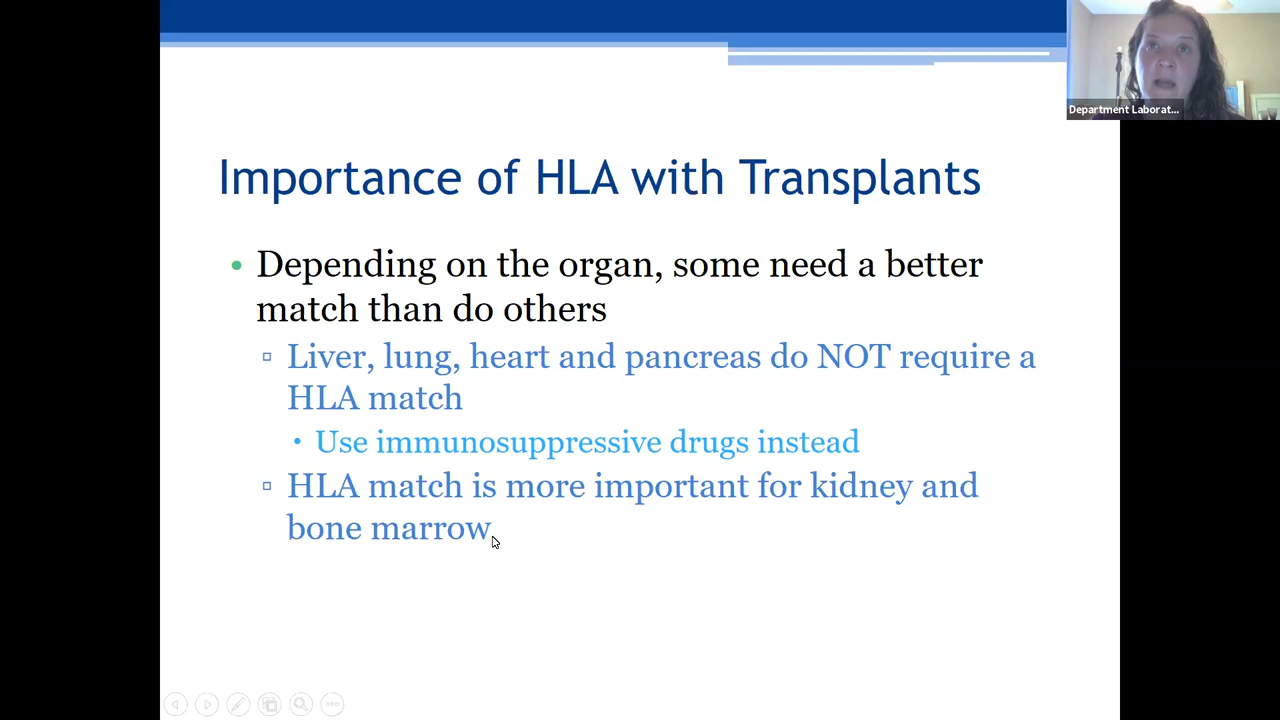 Department Laborat...
Importance of HLA with Transplants
• Depending on the organ, some need a better
match than do others
▫ Liver, lung, heart and pancreas do NOT require a
HLA match
• Use immunosuppressive drugs instead
▫ HLA match is more important for kidney and
bone marrow.